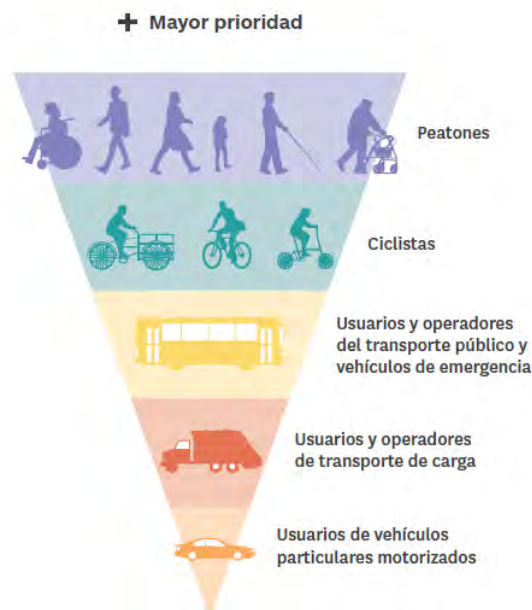 + Mayor prioridad
Peatones
Ciclistas
Usuarios y operadores
del transporte público y
vehículos de emergencia
Usuarios y operadores
de transporte de carga
Usuarios de vehículos
particulares motorizados